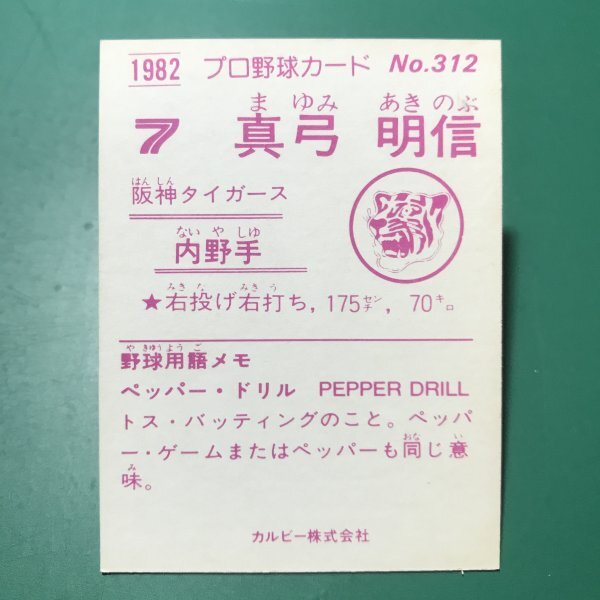 1982 プロ野球カード No.312
ま ゆみ あき のぶ
7 真弓 明信
はん しん
阪神タイガース
ない や しゅ
内野手
みぎ な みぎ う
★右投げ右打ち, 175センチ, 70キロ
や きゅう よう ご
野球用語メモ
ペッパー・ドリル PEPPER DRILL
トス・バッティングのこと。ペッパ
ー・ゲームまたはペッパーも同じ意
おな い
味。
み
カルビー株式会社